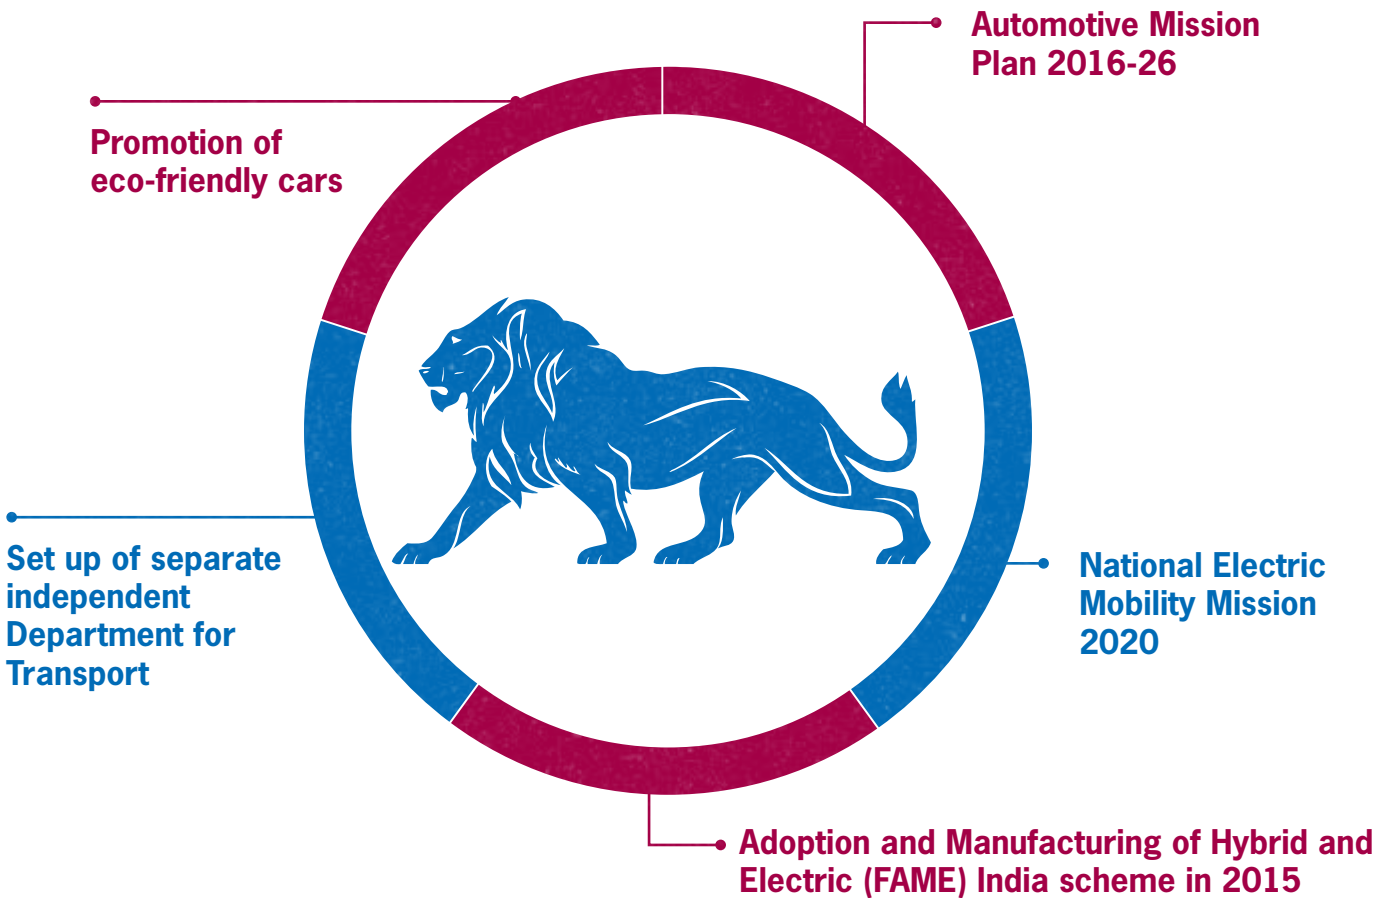 Automotive Mission
Plan 2016-26
Promotion of
eco-friendly cars
Set up of separate
independent
Department for
Transport
National Electric
Mobility Mission
2020
Adoption and Manufacturing of Hybrid and
Electric (FAME) India scheme in 2015